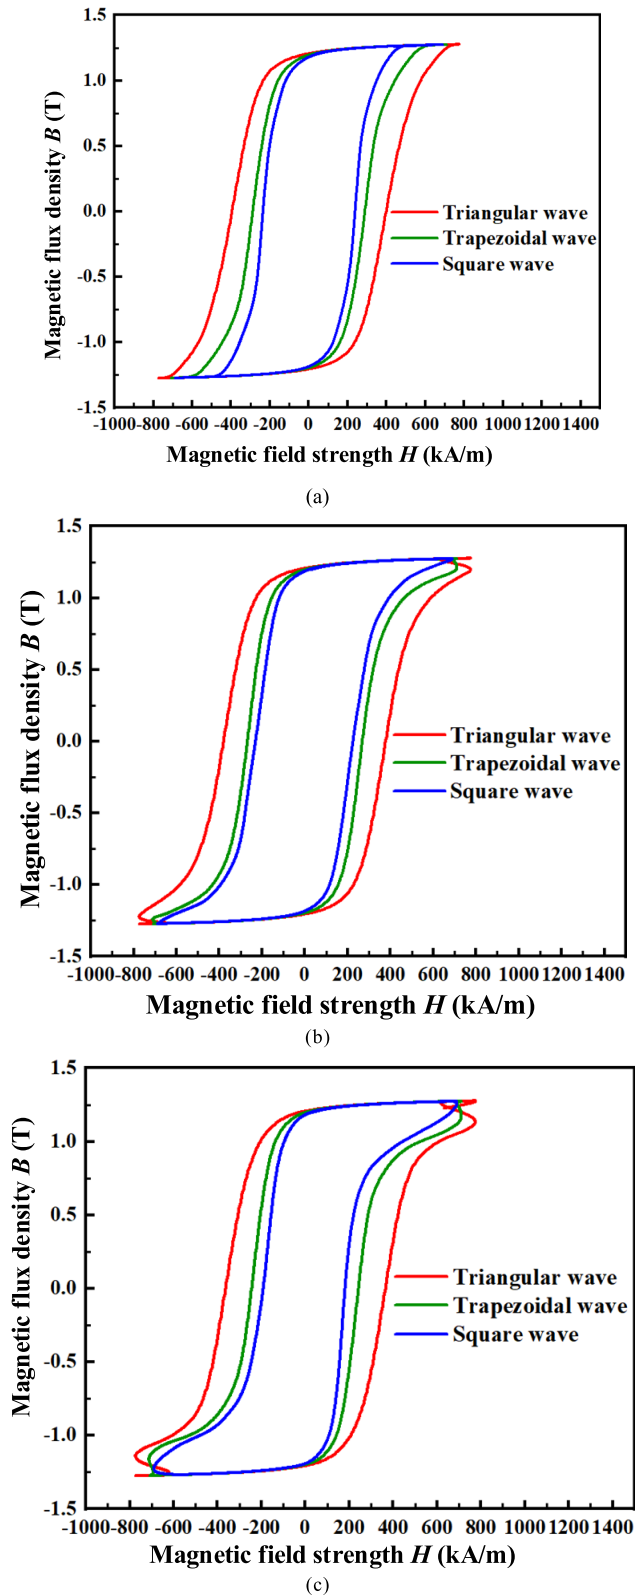 1.5
1.0
0.5
0.0
-0.5
-1.0
-1.5
Magnetic flux density B (T)
Triangular wave
Trapezoidal wave
Square wave
-1000 -800 -600 -400 -200 0 200 400 600 800 1000 1200 1400
Magnetic field strength H (kA/m)
(a)
1.5
1.0
0.5
0.0
-0.5
-1.0
-1.5
Magnetic flux density B (T)
Triangular wave
Trapezoidal wave
Square wave
-1000 -800 -600 -400 -200 0 200 400 600 800 1000 1200 1400
Magnetic field strength H (kA/m)
(b)
1.5
1.0
0.5
0.0
-0.5
-1.0
-1.5
Magnetic flux density B (T)
Triangular wave
Trapezoidal wave
Square wave
-1000 -800 -600 -400 -200 0 200 400 600 800 1000 1200 1400
Magnetic field strength H (kA/m)
(c)